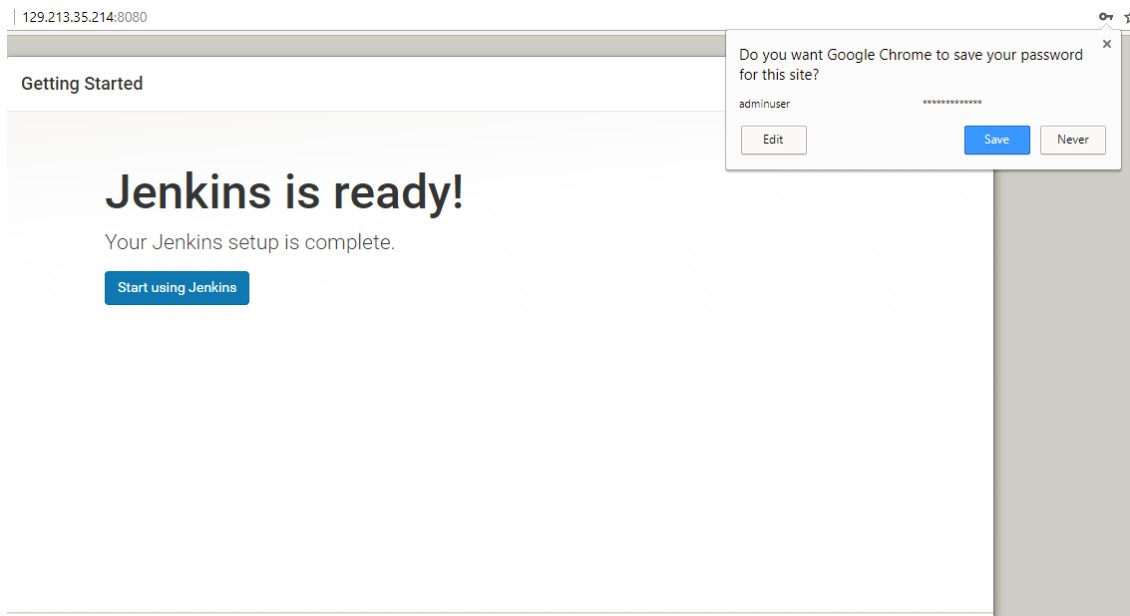 129.213.35.214:8080
Do you want Google Chrome to save your password
for this site?
adminuser *************
Edit Save Never
Getting Started
Jenkins is ready!
Your Jenkins setup is complete.
Start using Jenkins